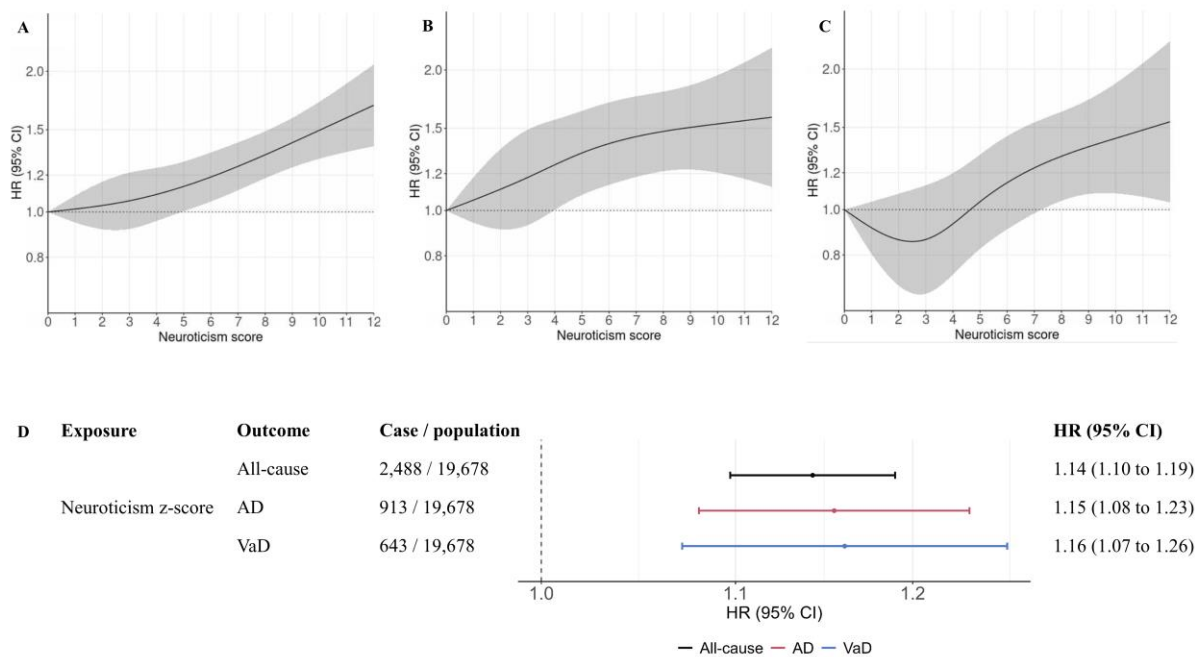 A
HR (95% CI)
2.0
1.5
1.2
1.0
0.8
0 1 2 3 4 5 6 7 8 9 10 11 12
Neuroticism score
B
HR (95% CI)
2.0
1.5
1.2
1.0
0.8
0 1 2 3 4 5 6 7 8 9 10 11 12
Neuroticism score
C
HR (95% CI)
2.0
1.5
1.2
1.0
0.8
0 1 2 3 4 5 6 7 8 9 10 11 12
Neuroticism score
D Exposure Outcome Case / population HR (95% CI)
All-cause 2,488 / 19,678 1.14 (1.10 to 1.19)
Neuroticism z-score AD 913 / 19,678 1.15 (1.08 to 1.23)
VaD 643 / 19,678 1.16 (1.07 to 1.26)
1.0 1.1 1.2
HR (95% CI)
All-cause AD VaD